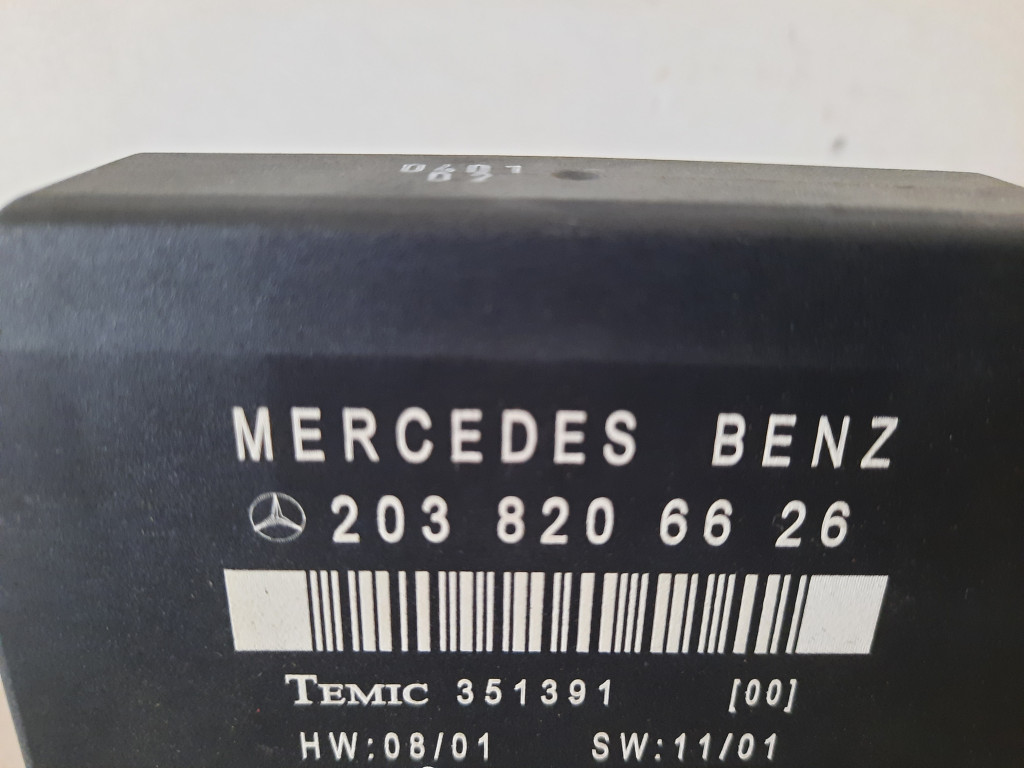 MERCEDES BENZ
203 820 66 26
TEMIC 351391 [00]
HW:08/01 SW:11/01